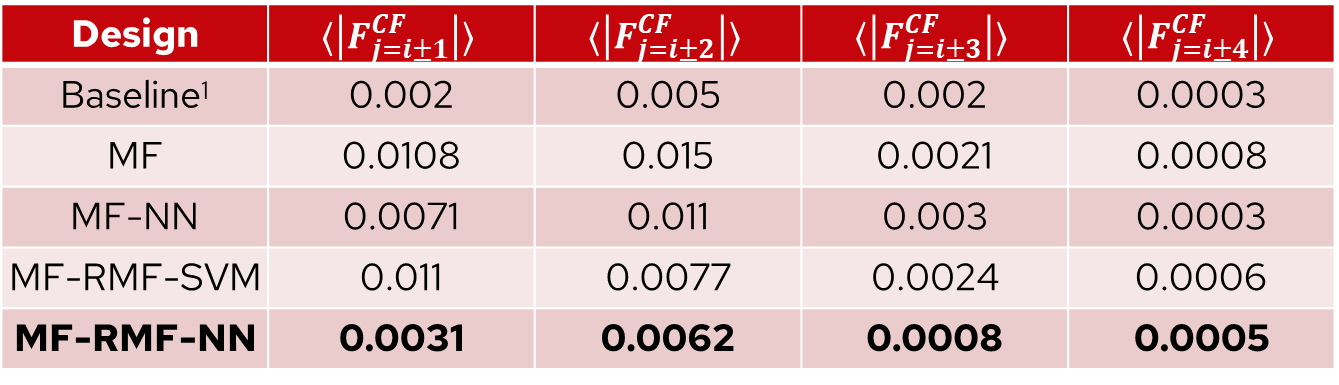 Design ⟨|F^{CF}_{j=i±1}|⟩ ⟨|F^{CF}_{j=i±2}|⟩ ⟨|F^{CF}_{j=i±3}|⟩ ⟨|F^{CF}_{j=i±4}|⟩
Baseline¹ 0.002 0.005 0.002 0.0003
MF 0.0108 0.015 0.0021 0.0008
MF-NN 0.0071 0.011 0.003 0.0003
MF-RMF-SVM 0.011 0.0077 0.0024 0.0006
MF-RMF-NN 0.0031 0.0062 0.0008 0.0005